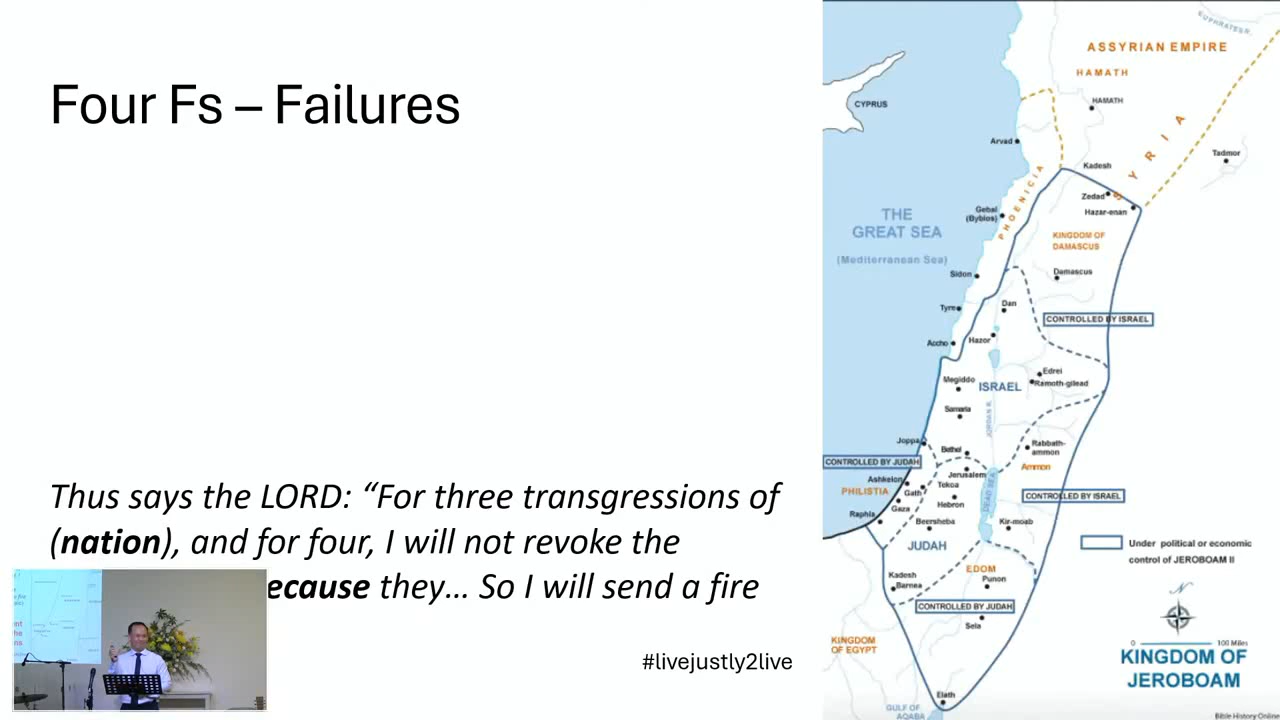 Four Fs – Failures
Thus says the LORD: “For three transgressions of
(nation), and for four, I will not revoke the
ecause they... So I will send a fire
#livejustly2live
EUPHRATES R.
ASSYRIAN EMPIRE
HAMATH
HAMATH
CYPRUS
Arvad
SYRIA
Tadmor
Kadesh
Zedad
Hazar-enan
PHOENICIA
Gebal
(Byblos)
THE
GREAT SEA
(Mediterranean Sea)
KINGDOM OF
DAMASCUS
Damascus
Sidon
Tyre
Dan
CONTROLLED BY ISRAEL
Accho
Hazor
Edrei
Ramoth-gilead
Megiddo
ISRAEL
Samaria
JORDAN R.
Joppa
Bethel
Rabbath-
ammon
CONTROLLED BY JUDAH
Jerusalem
Ammon
Ashkelon
Tekoa
PHILISTIA
Gath
CONTROLLED BY ISRAEL
Hebron
DEAD SEA
Gaza
Raphia
Beersheba
Kir-moab
JUDAH
Under political or economic
control of JEROBOAM II
EDOM
Kadesh
Barnea
Punon
CONTROLLED BY JUDAH
Sela
N
KINGDOM
OF EGYPT
0
100 Miles
KINGDOM OF
JEROBOAM
Elath
GULF OF
AQABA
Bible History Online